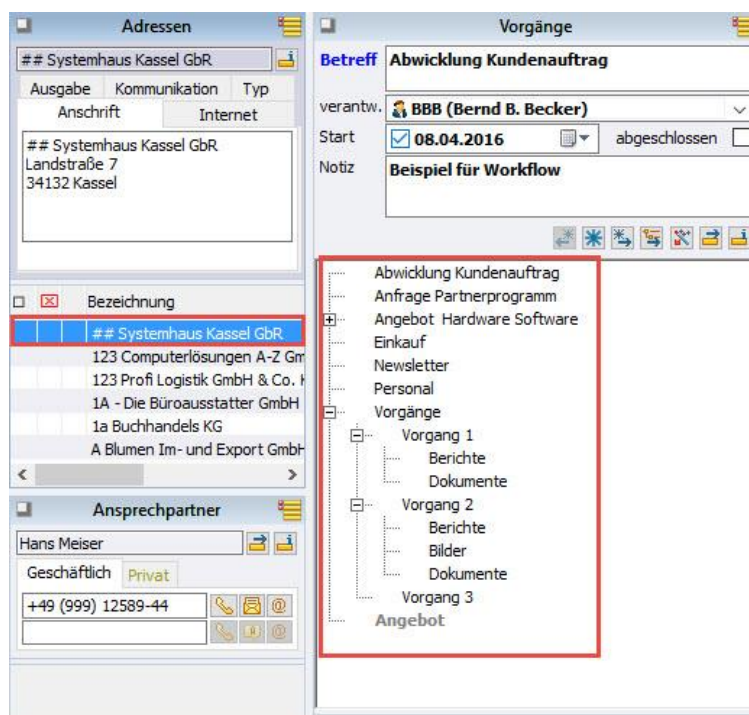 Adressen
## Systemhaus Kassel GbR
Ausgabe Kommunikation Typ
Anschrift Internet
## Systemhaus Kassel GbR
Landstraße 7
34132 Kassel
Bezeichnung
## Systemhaus Kassel GbR
123 Computerlösungen A-Z Gm
123 Profi Logistik GmbH & Co. K
1A - Die Büroausstatter GmbH
1a Buchhandels KG
A Blumen Im- und Export GmbH
Ansprechpartner
Hans Meiser
Geschäftlich Privat
+49 (999) 12589-44
Vorgänge
Betreff Abwicklung Kundenauftrag
verantw. BBB (Bernd B. Becker)
Start 08.04.2016 abgeschlossen
Notiz Beispiel für Workflow
Abwicklung Kundenauftrag
Anfrage Partnerprogramm
Angebot Hardware Software
Einkauf
Newsletter
Personal
Vorgänge
Vorgang 1
Berichte
Dokumente
Vorgang 2
Berichte
Bilder
Dokumente
Vorgang 3
Angebot